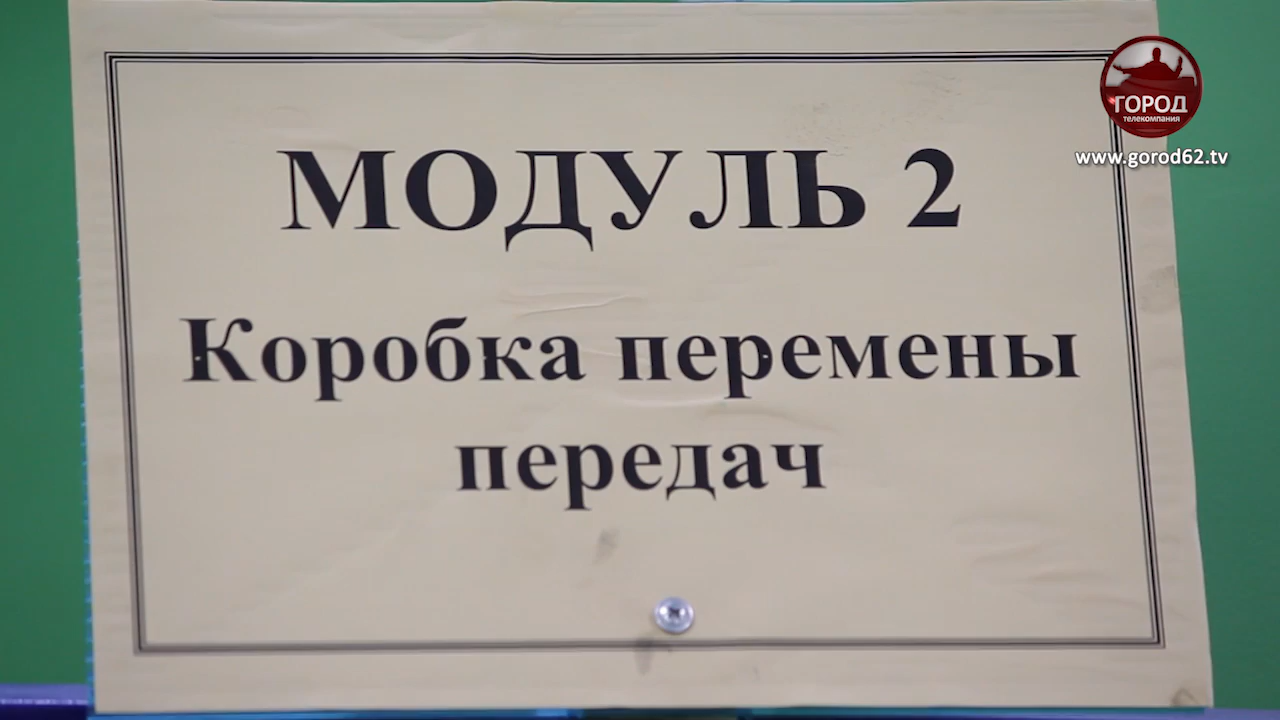 ГОРОД
телекомпания
www.gorod62.tv
МОДУЛЬ 2
Коробка перемены
передач